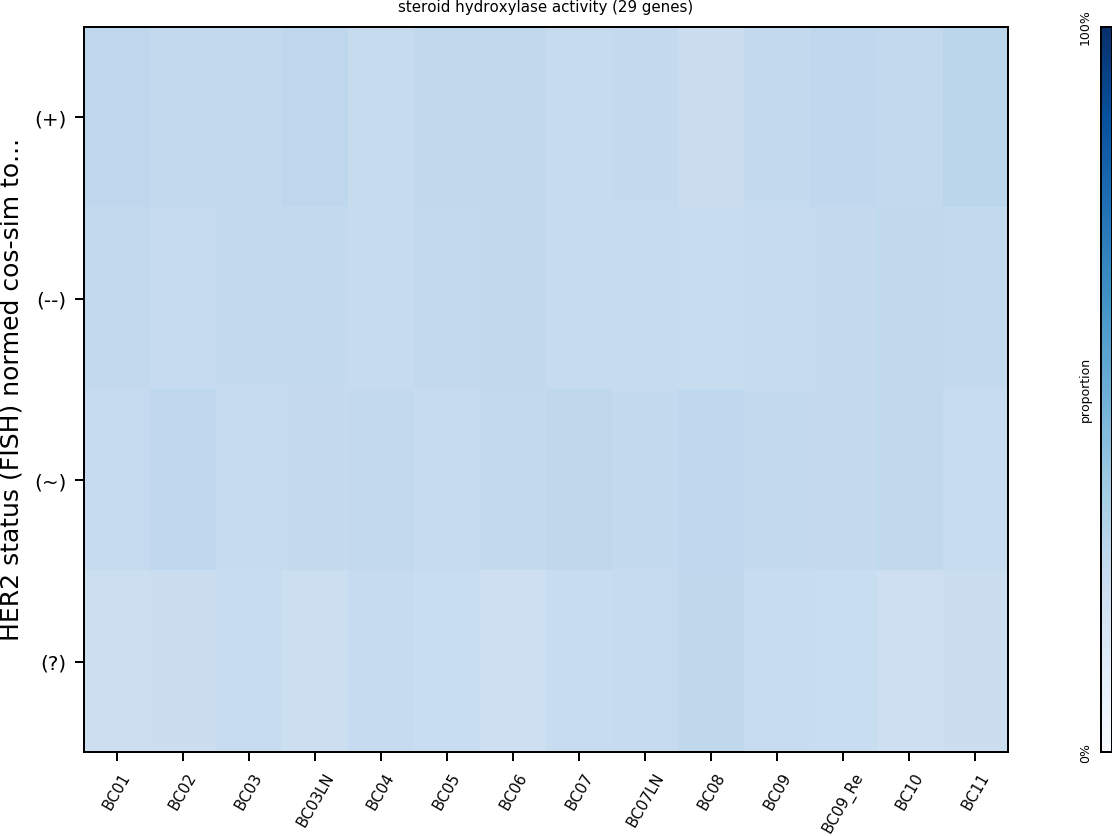 steroid hydroxylase activity (29 genes)
HER2 status (FISH) normed cos-sim to...
(+)
(--)
(~)
(?)
BC01
BC02
BC03
BC03LN
BC04
BC05
BC06
BC07
BC07LN
BC08
BC09
BC09_Re
BC10
BC11
100%
proportion
0%